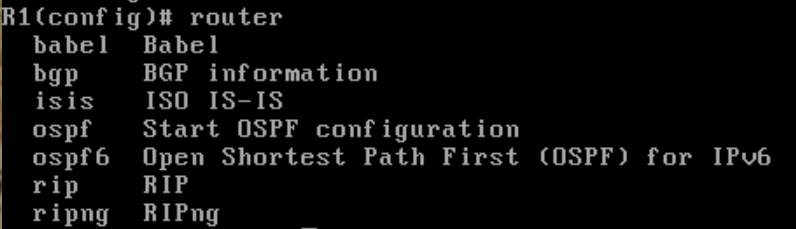 R1(config)# router
babel Babel
bgp BGP information
isis ISO IS-IS
ospf Start OSPF configuration
ospf6 Open Shortest Path First (OSPF) for IPv6
rip RIP
ripng RIPng